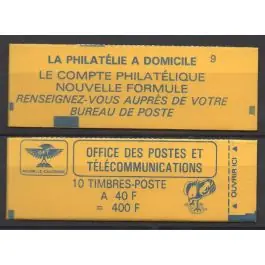 LA PHILATÉLIE A DOMICILE 9
LE COMPTE PHILATÉLIQUE
NOUVELLE FORMULE
RENSEIGNEZ-VOUS AUPRÈS DE VOTRE
BUREAU DE POSTE
OFFICE DES POSTES ET
TÉLÉCOMMUNICATIONS
10 TIMBRES-POSTE
A 40 F
= 400 F
OUVRIR ICI